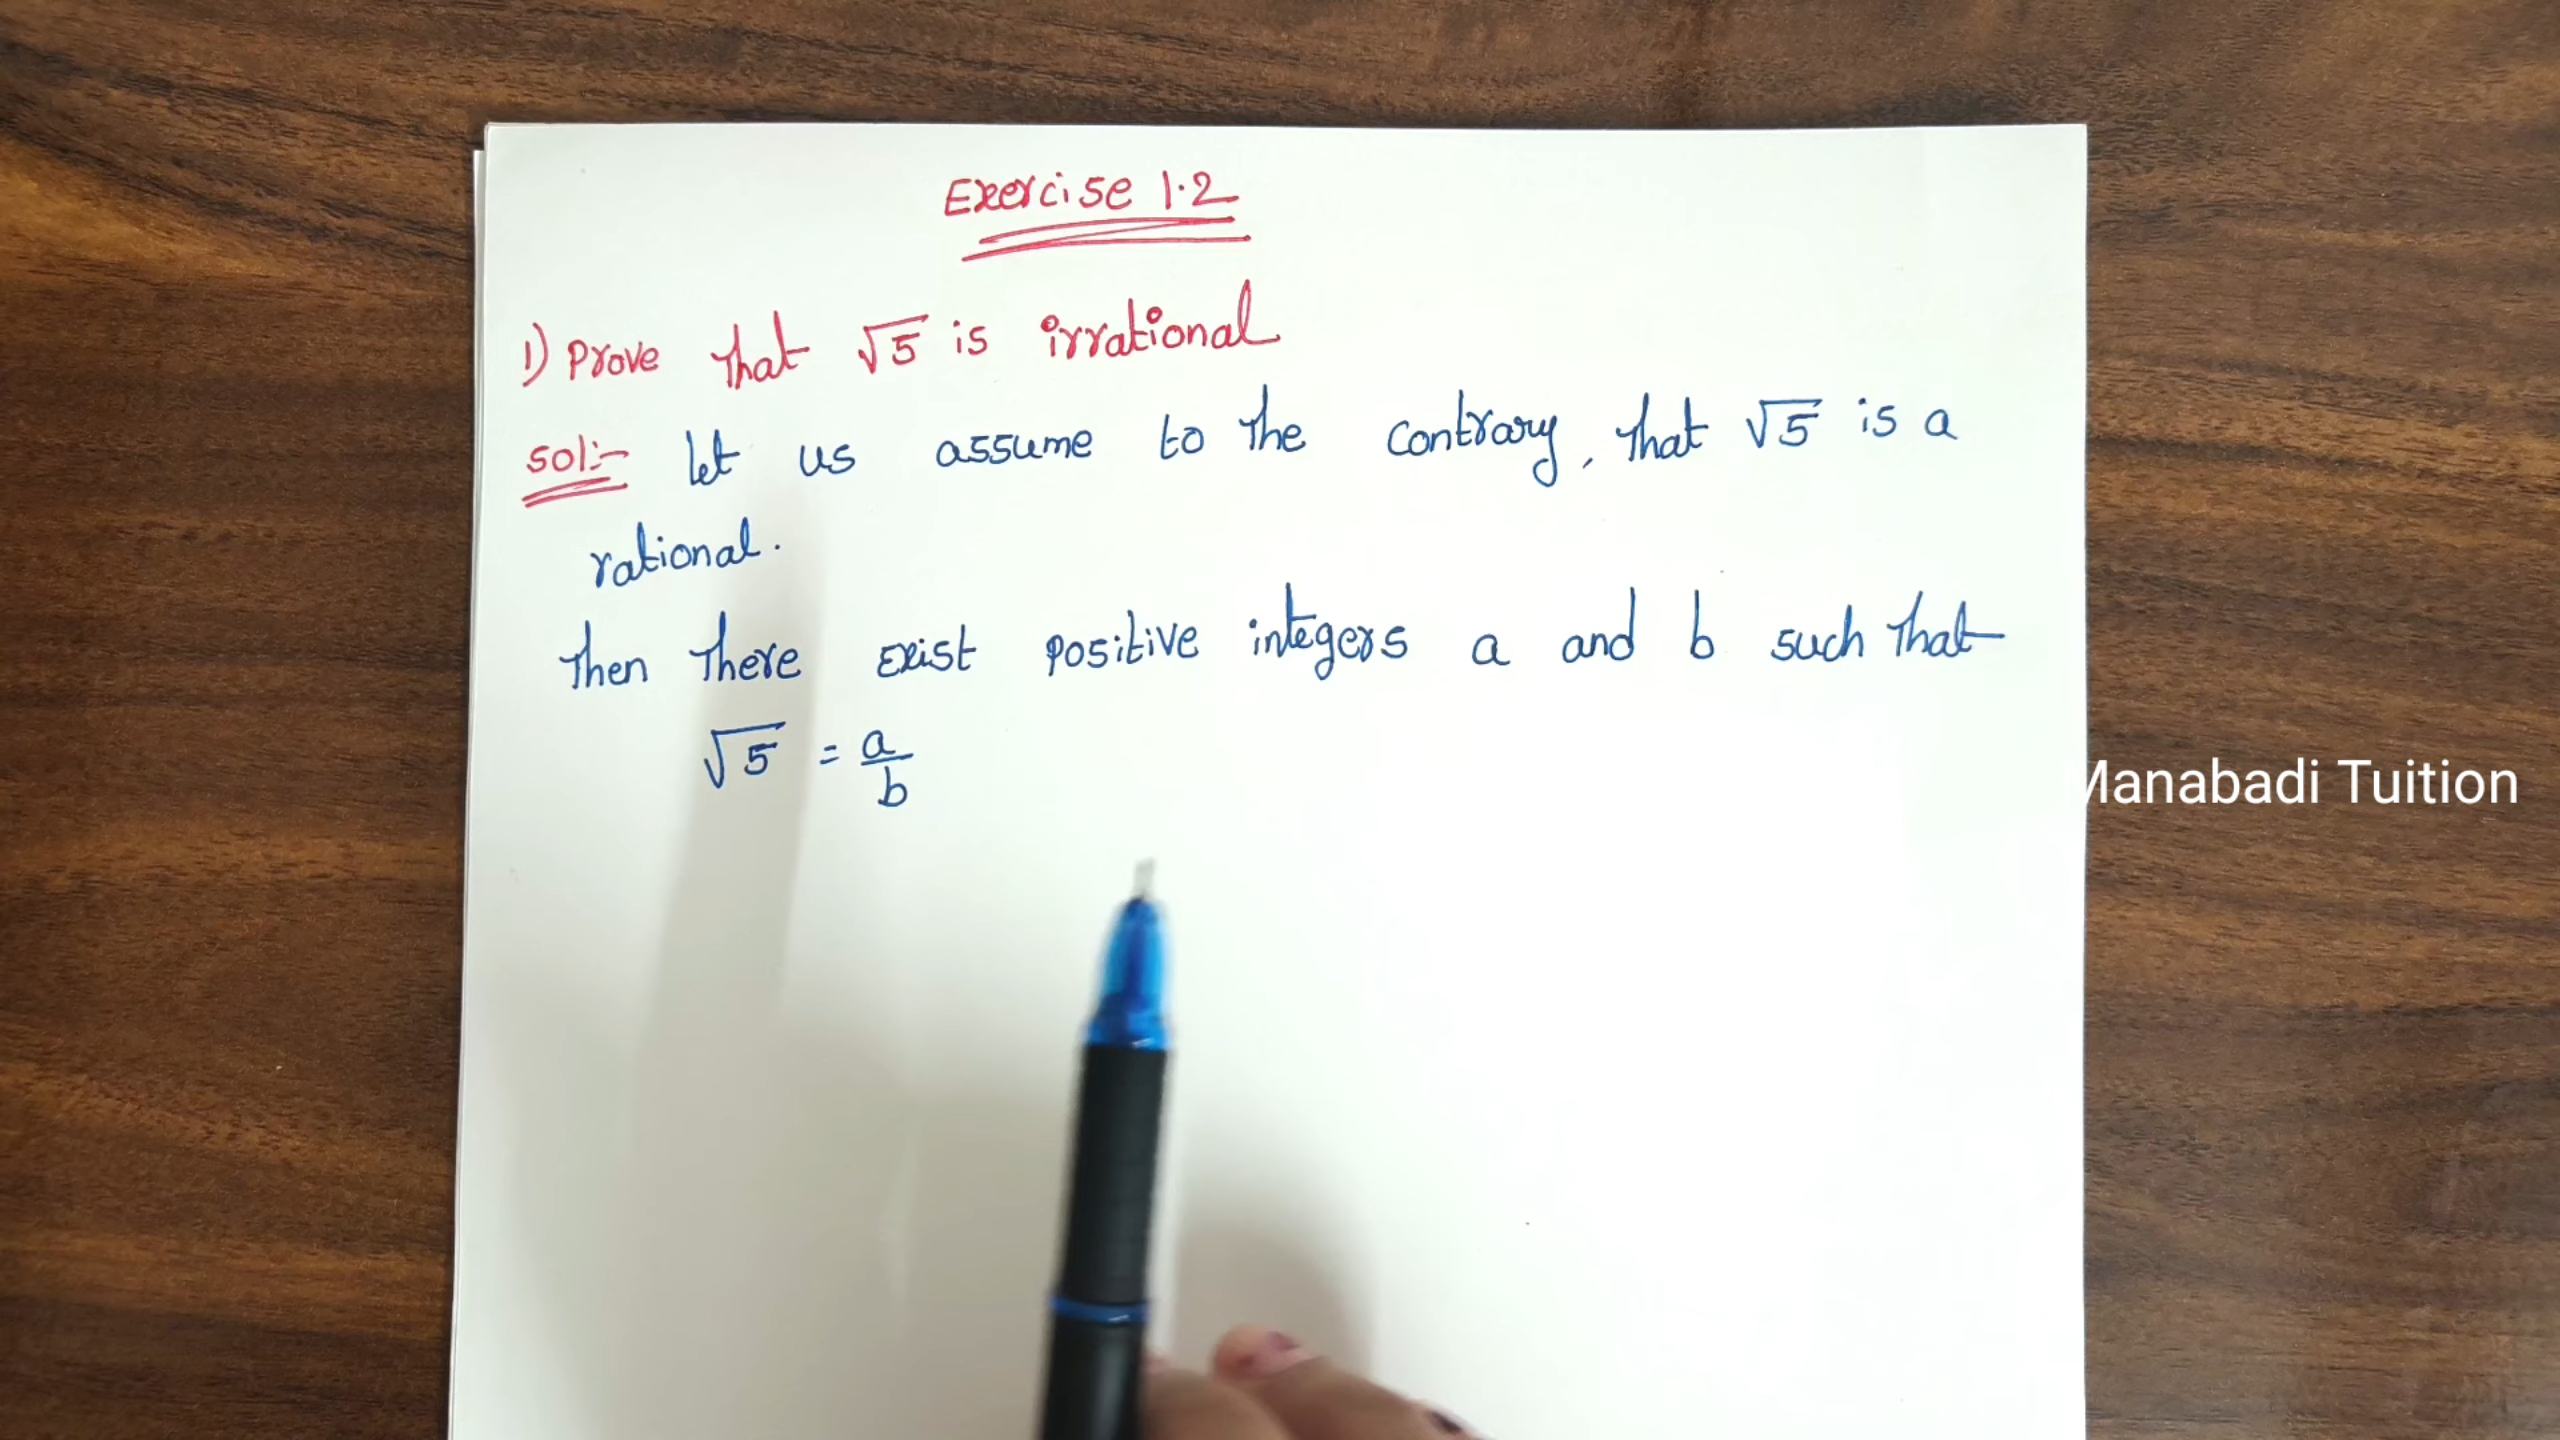 Exercise 1.2
1) Prove that √5 is irrational
Sol:- let us assume to the contrary, that √5 is a
rational.
Then there exist positive integers a and b such that
√5 = a/b
Manabadi Tuition